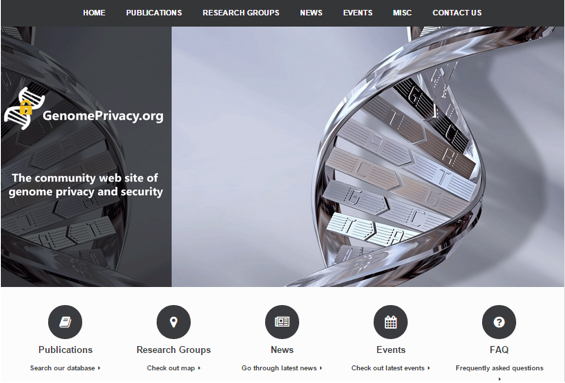 HOME PUBLICATIONS RESEARCH GROUPS NEWS EVENTS MISC CONTACT US
GenomePrivacy.org
The community web site of
genome privacy and security
Publications Research Groups News Events FAQ
Search our database Check out map Go through latest news Check out latest events Frequently asked questions